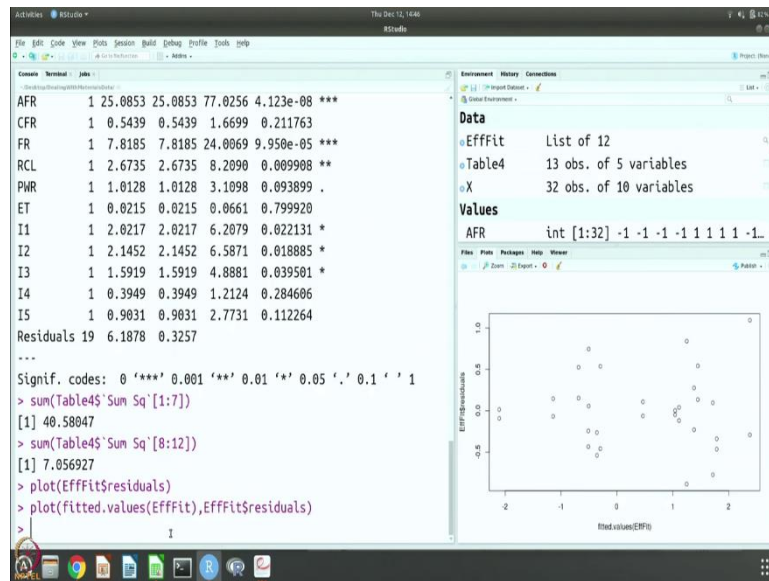 Activities RStudio Thu Dec 12, 14:46
RStudio
File Edit Code View Plots Session Build Debug Profile Tools Help
Go to file/function Addins
Project: (None)
Console Terminal Jobs
AFR 1 25.0853 25.0853 77.0256 4.123e-08 ***
CFR 1 0.5439 0.5439 1.6699 0.211763
FR 1 7.8185 7.8185 24.0069 9.950e-05 ***
RCL 1 2.6735 2.6735 8.2090 0.009908 **
PWR 1 1.0128 1.0128 3.1098 0.093899 .
ET 1 0.0215 0.0215 0.0661 0.799920
I1 1 2.0217 2.0217 6.2079 0.022131 *
I2 1 2.1452 2.1452 6.5871 0.018885 *
I3 1 1.5919 1.5919 4.8881 0.039501 *
I4 1 0.3949 0.3949 1.2124 0.284606
I5 1 0.9031 0.9031 2.7731 0.112264
Residuals 19 6.1878 0.3257
---
Signif. codes: 0 ‘***’ 0.001 ‘**’ 0.01 ‘*’ 0.05 ‘.’ 0.1 ‘ ’ 1
> sum(Table4$`Sum Sq`[1:7])
[1] 40.58047
> sum(Table4$`Sum Sq`[8:12])
[1] 7.056927
> plot(EffFit$residuals)
> plot(fitted.values(EffFit),EffFit$residuals)
>
Environment History Connections
Import Dataset List
Global Environment
Data
EffFit List of 12
Table4 13 obs. of 5 variables
X 32 obs. of 10 variables
Values
AFR int [1:32] -1 -1 -1 -1 1 1 1 1 -1…
Files Plots Packages Help Viewer
Zoom Export Publish
EffFit$residuals
1.0
0.5
0.0
-0.5
-2 -1 0 1 2
fitted.values(EffFit)
NPTEL